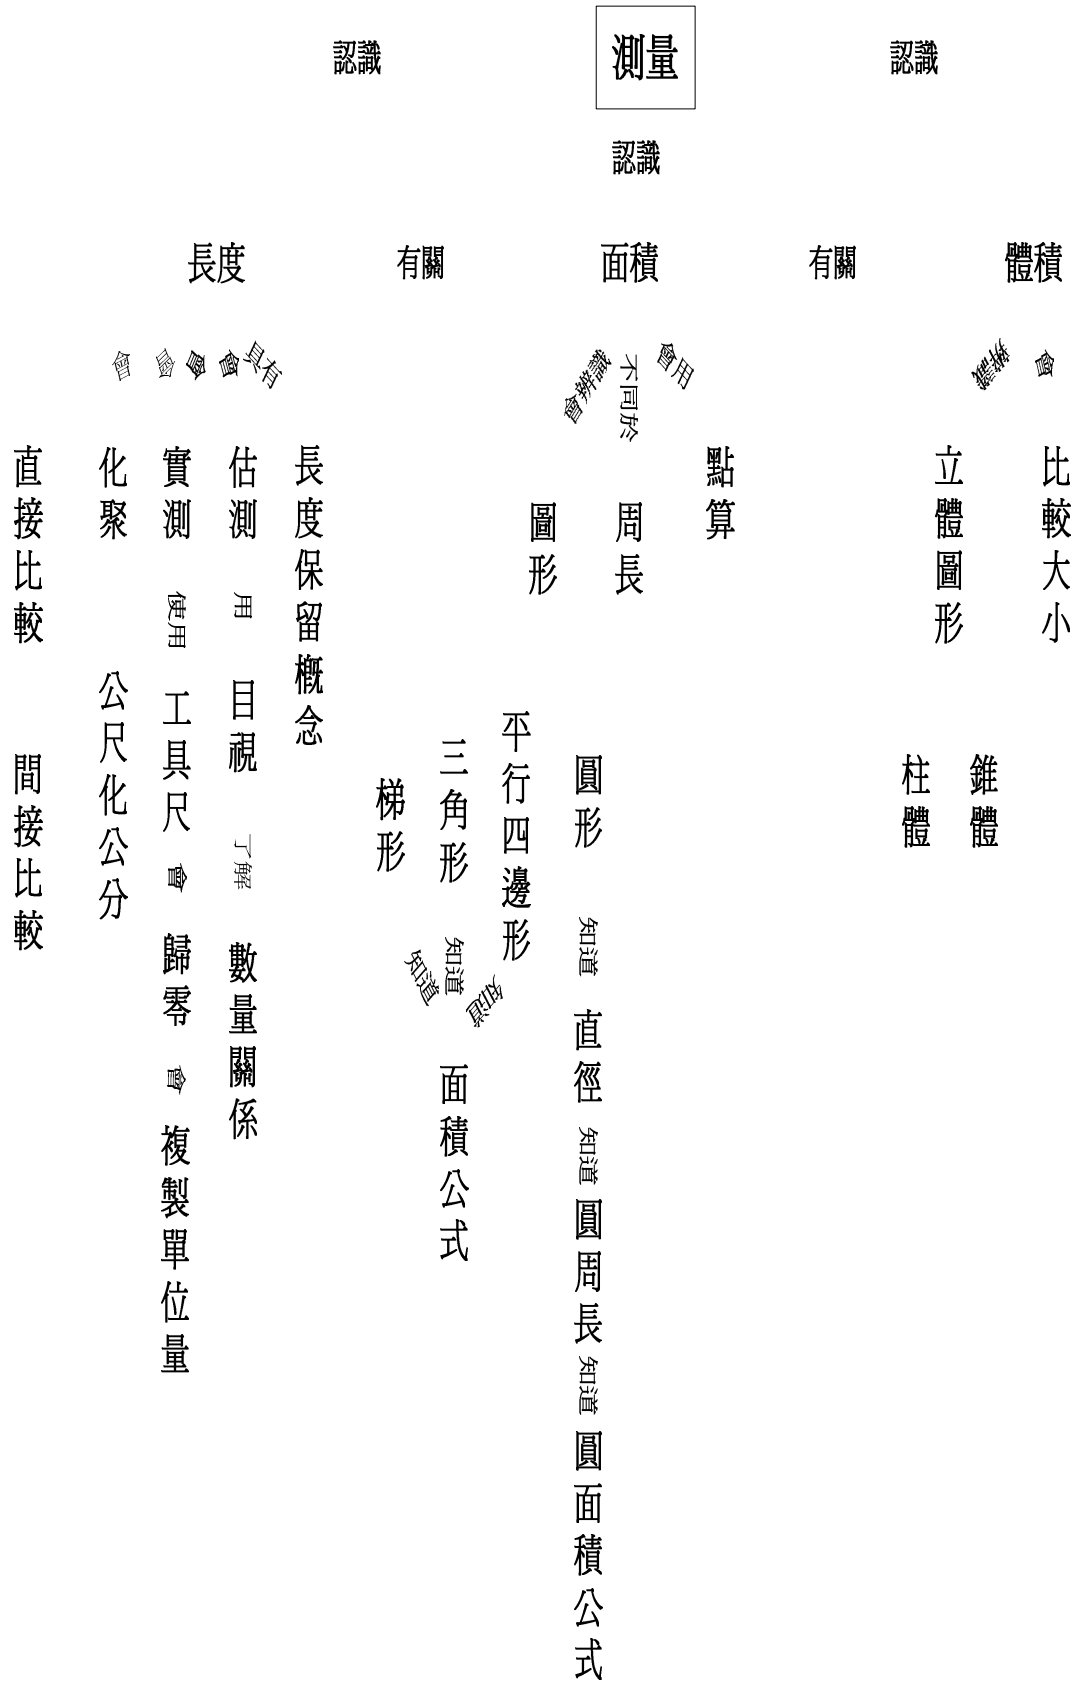 認識
測量
認識
認識
長度
有關
面積
有關
體積
會
會
會
會
具有
會辨識
不同於
會用
辨識
會
直接比較
化聚
實測
估測
長度保留概念
圖形
周長
點算
立體圖形
比較大小
使用
用
間接比較
公尺化公分
工具尺
目視
梯形
三角形
平行四邊形
圓形
柱體
錐體
會
了解
歸零
數量關係
知道
知道
知道
知道
會
複製單位量
面積公式
直徑
知道
圓周長
知道
圓面積公式